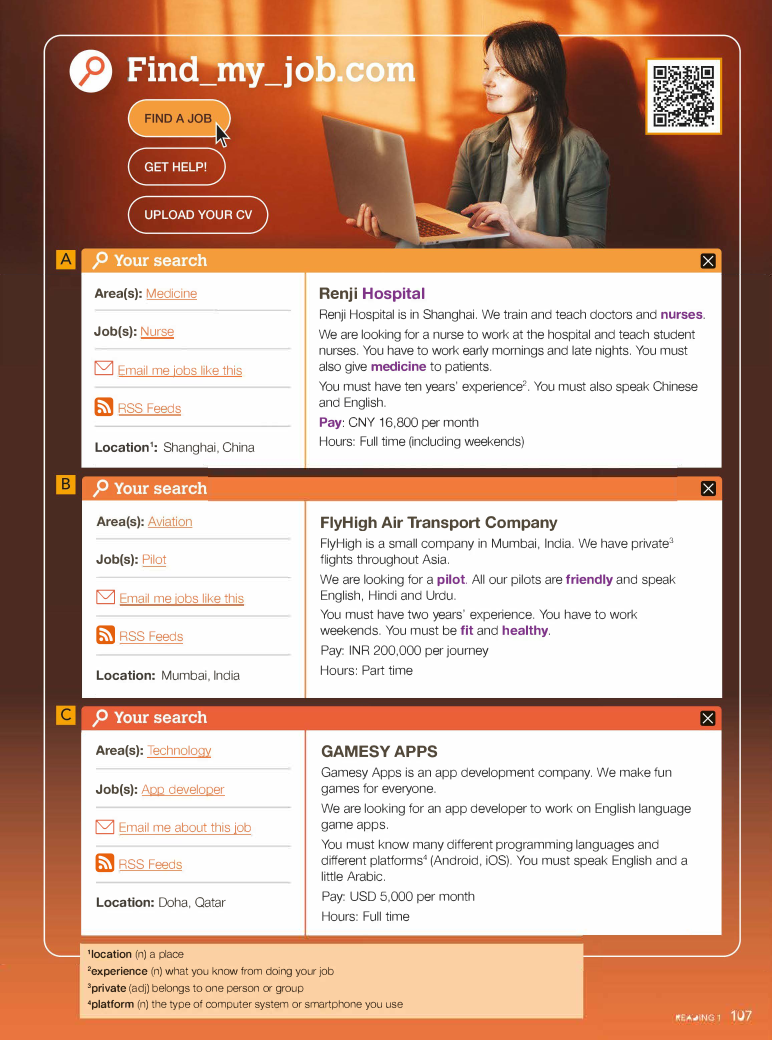 Find_my_job.com
FIND A JOB
GET HELP!
UPLOAD YOUR CV
A
Your search
Area(s): Medicine
Job(s): Nurse
Email me jobs like this
RSS Feeds
Location¹: Shanghai, China
Renji Hospital
Renji Hospital is in Shanghai. We train and teach doctors and nurses.
We are looking for a nurse to work at the hospital and teach student
nurses. You have to work early mornings and late nights. You must
also give medicine to patients.
You must have ten years' experience². You must also speak Chinese
and English.
Pay: CNY 16,800 per month
Hours: Full time (including weekends)
B
Your search
Area(s): Aviation
Job(s): Pilot
Email me jobs like this
RSS Feeds
Location: Mumbai, India
FlyHigh Air Transport Company
FlyHigh is a small company in Mumbai, India. We have private³
flights throughout Asia.
We are looking for a pilot. All our pilots are friendly and speak
English, Hindi and Urdu.
You must have two years' experience. You have to work
weekends. You must be fit and healthy.
Pay: INR 200,000 per journey
Hours: Part time
C
Your search
Area(s): Technology
Job(s): App developer
Email me about this job
RSS Feeds
Location: Doha, Qatar
GAMESY APPS
Gamesy Apps is an app development company. We make fun
games for everyone.
We are looking for an app developer to work on English language
game apps.
You must know many different programming languages and
different platforms⁴ (Android, iOS). You must speak English and a
little Arabic.
Pay: USD 5,000 per month
Hours: Full time
¹location (n) a place
²experience (n) what you know from doing your job
³private (adj) belongs to one person or group
⁴platform (n) the type of computer system or smartphone you use
READING 1 107